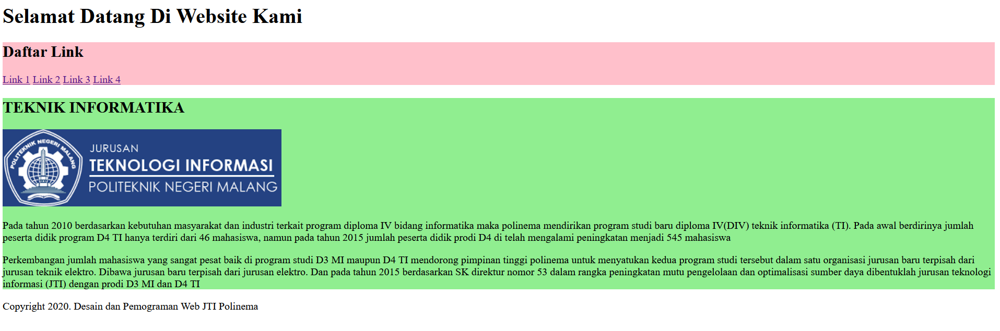 Selamat Datang Di Website Kami
Daftar Link
Link 1 Link 2 Link 3 Link 4
TEKNIK INFORMATIKA
POLITEKNIK NEGERI MALANG
JURUSAN
TEKNOLOGI INFORMASI
POLITEKNIK NEGERI MALANG
Pada tahun 2010 berdasarkan kebutuhan masyarakat dan industri terkait program diploma IV bidang informatika maka polinema mendirikan program studi baru diploma IV(DIV) teknik informatika (TI). Pada awal berdirinya jumlah
peserta didik program D4 TI hanya terdiri dari 46 mahasiswa, namun pada tahun 2015 jumlah peserta didik prodi D4 di telah mengalami peningkatan menjadi 545 mahasiswa
Perkembangan jumlah mahasiswa yang sangat pesat baik di program studi D3 MI maupun D4 TI mendorong pimpinan tinggi polinema untuk menyatukan kedua program studi tersebut dalam satu organisasi jurusan baru terpisah dari
jurusan teknik elektro. Dibawa jurusan baru terpisah dari jurusan elektro. Dan pada tahun 2015 berdasarkan SK direktur nomor 53 dalam rangka peningkatan mutu pengelolaan dan optimalisasi sumber daya dibentuklah jurusan teknologi
informasi (JTI) dengan prodi D3 MI dan D4 TI
Copyright 2020. Desain dan Pemograman Web JTI Polinema